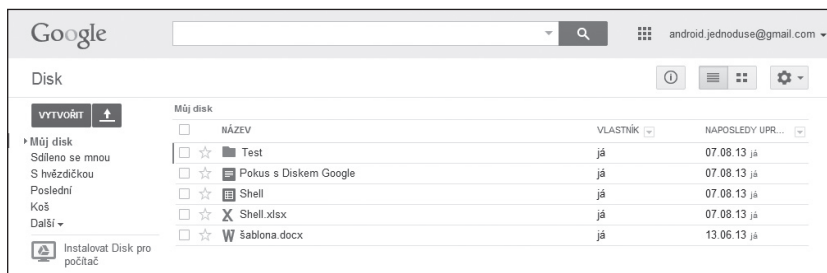 Google
android.jednoduse@gmail.com
Disk
VYTVOŘIT
Můj disk
Sdíleno se mnou
S hvězdičkou
Poslední
Koš
Další
Instalovat Disk pro
počítač
Můj disk
NÁZEV VLASTNÍK NAPOSLEDY UPR...
Test já 07.08.13 já
Pokus s Diskem Google já 07.08.13 já
Shell já 07.08.13 já
Shell.xlsx já 07.08.13 já
šablona.docx já 13.06.13 já